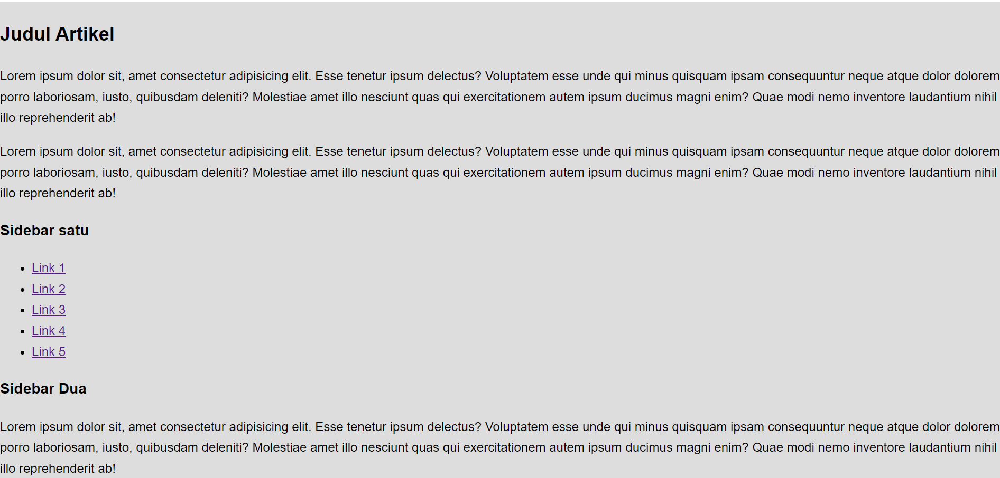 Judul Artikel
Lorem ipsum dolor sit, amet consectetur adipisicing elit. Esse tenetur ipsum delectus? Voluptatem esse unde qui minus quisquam ipsam consequuntur neque atque dolor dolorem
porro laboriosam, iusto, quibusdam deleniti? Molestiae amet illo nesciunt quas qui exercitationem autem ipsum ducimus magni enim? Quae modi nemo inventore laudantium nihil
illo reprehenderit ab!
Lorem ipsum dolor sit, amet consectetur adipisicing elit. Esse tenetur ipsum delectus? Voluptatem esse unde qui minus quisquam ipsam consequuntur neque atque dolor dolorem
porro laboriosam, iusto, quibusdam deleniti? Molestiae amet illo nesciunt quas qui exercitationem autem ipsum ducimus magni enim? Quae modi nemo inventore laudantium nihil
illo reprehenderit ab!
Sidebar satu
• Link 1
• Link 2
• Link 3
• Link 4
• Link 5
Sidebar Dua
Lorem ipsum dolor sit, amet consectetur adipisicing elit. Esse tenetur ipsum delectus? Voluptatem esse unde qui minus quisquam ipsam consequuntur neque atque dolor dolorem
porro laboriosam, iusto, quibusdam deleniti? Molestiae amet illo nesciunt quas qui exercitationem autem ipsum ducimus magni enim? Quae modi nemo inventore laudantium nihil
illo reprehenderit ab!